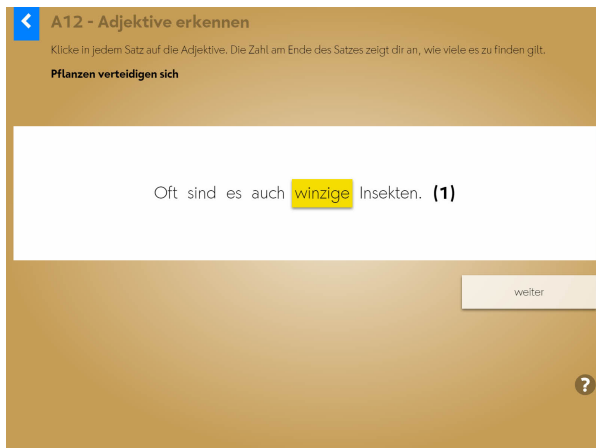 A12 - Adjektive erkennen
Klicke in jedem Satz auf die Adjektive. Die Zahl am Ende des Satzes zeigt dir an, wie viele es zu finden gilt.
Pflanzen verteidigen sich
Oft sind es auch winzige Insekten. (1)
weiter
?